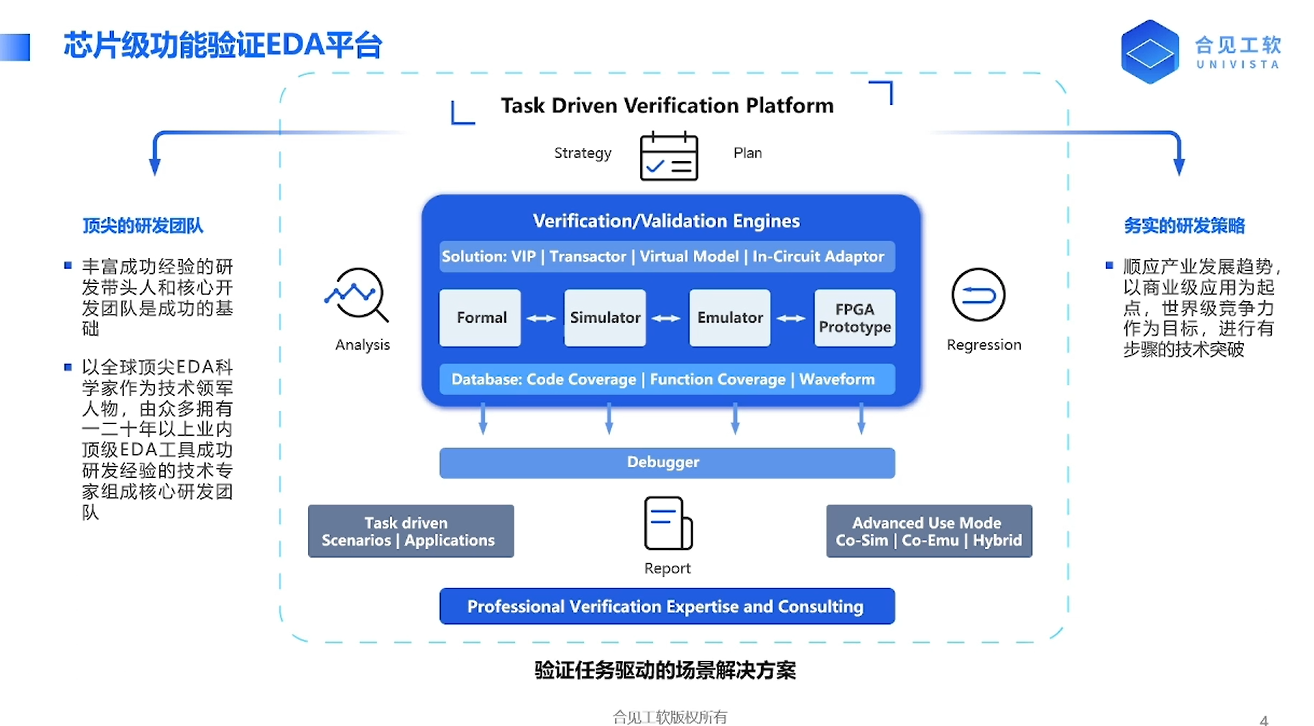 芯片级功能验证EDA平台
合见工软
UNIVISTA
Task Driven Verification Platform
Strategy
Plan
顶尖的研发团队
丰富成功经验的研
发带头人和核心开
发团队是成功的基
础
以全球顶尖EDA科
学家作为技术领军
人物，由众多拥有
一二十年以上业内
顶级EDA工具成功
研发经验的技术专
家组成核心研发团
队
Analysis
Verification/Validation Engines
Solution: VIP | Transactor | Virtual Model | In-Circuit Adaptor
Formal
Simulator
Emulator
FPGA
Prototype
Database: Code Coverage | Function Coverage | Waveform
Debugger
Task driven
Scenarios | Applications
Report
Advanced Use Mode
Co-Sim | Co-Emu | Hybrid
Professional Verification Expertise and Consulting
Regression
务实的研发策略
顺应产业发展趋势，
以商业级应用为起
点，世界级竞争力
作为目标，进行有
步骤的技术突破
验证任务驱动的场景解决方案
合见工软版权所有
4